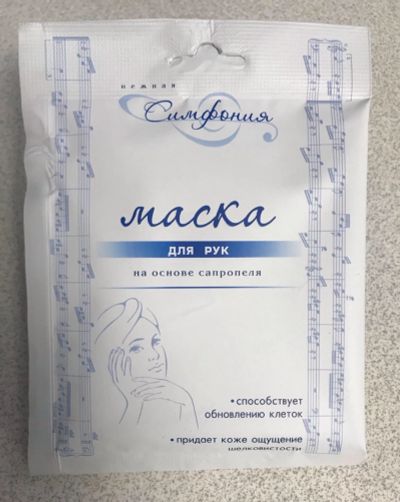 нежная
Симфония
маска
ДЛЯ РУК
на основе сапропеля
•способствует
обновлению клеток
•придает коже ощущение
шелковистости